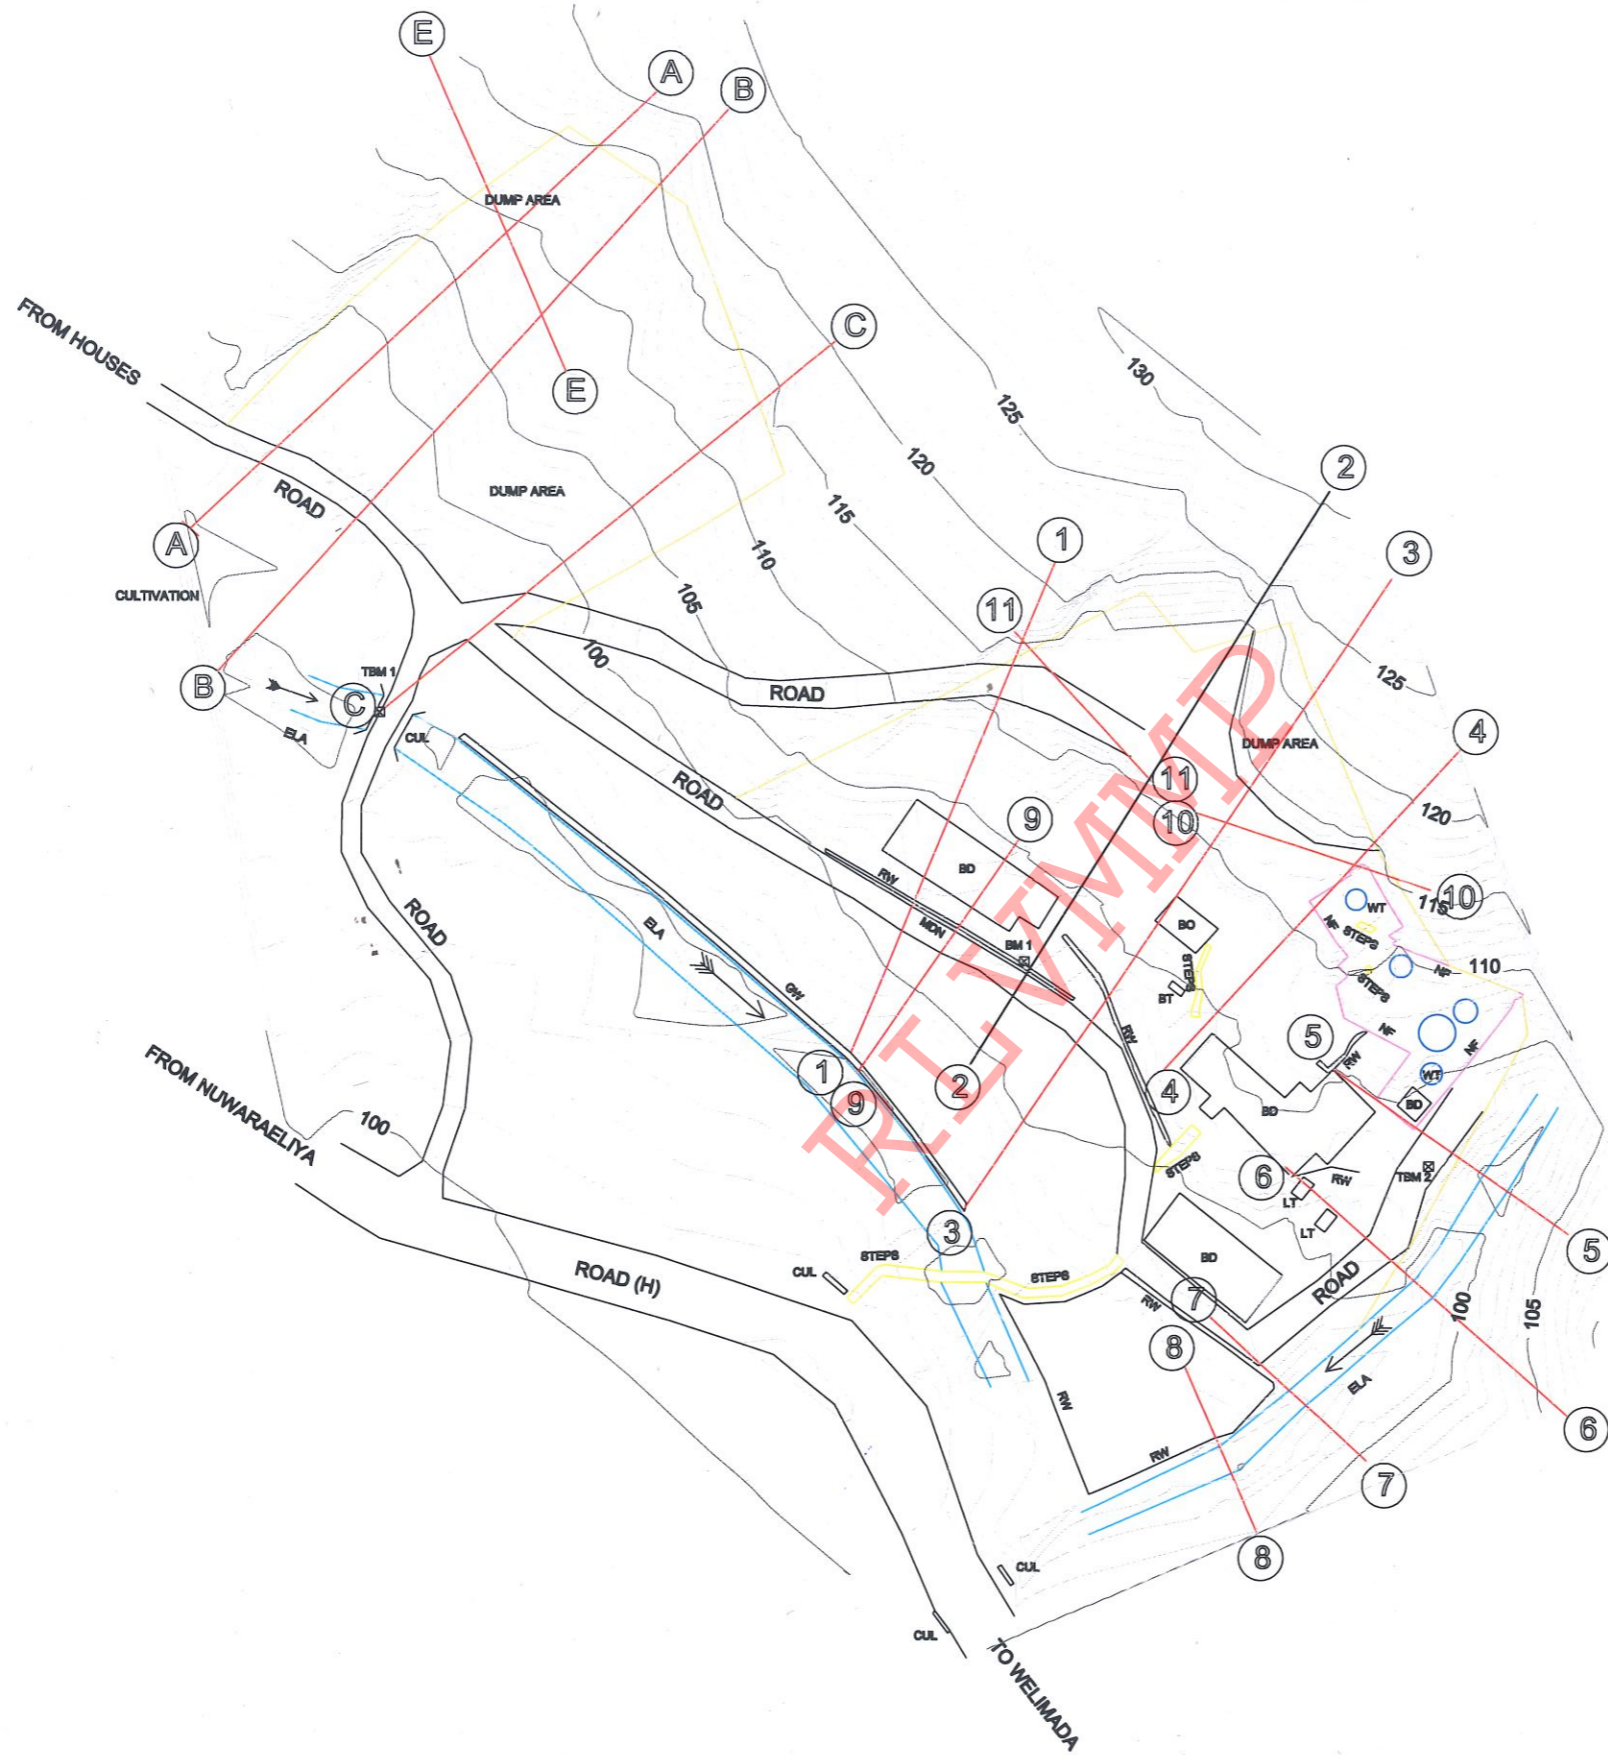 E
A
B
DUMP AREA
FROM HOUSES
C
E
130
125
120
2
ROAD
DUMP AREA
115
1
3
A
110
CULTIVATION
105
11
100
125
B
TBM 1
C
ELA
CUL
ROAD
4
DUMP AREA
11
ROAD
10
9
120
RW
BD
115
10
WT
NF
STEPS
ROAD
ELA
MDN
BM 1
BO
STEPS
BT
NF
110
STEPS
GW
RW
NF
NF
5
RW
1
9
2
4
WT
BD
BD
FROM NUWARAELIYA
100
STEPS
6
RW
TBM 2
LT
LT
3
5
STEPS
CUL
STEPS
BD
ROAD (H)
ROAD
7
RW
100
105
8
ELA
RW
RW
6
7
8
CUL
CUL
TO WELIMADA
RLVMMP